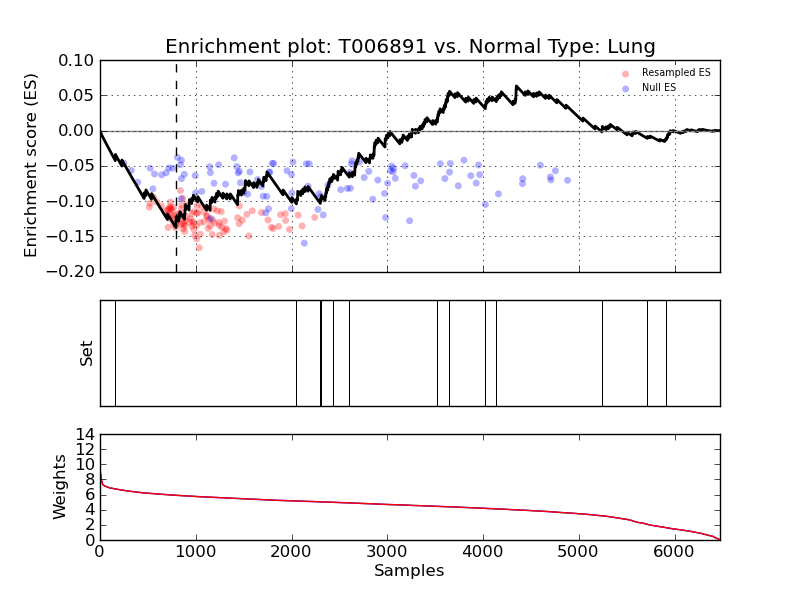 Enrichment plot: T006891 vs. Normal Type: Lung
Enrichment score (ES)
0.10
0.05
0.00
−0.05
−0.10
−0.15
−0.20
Resampled ES
Null ES
Set
Weights
14
12
10
8
6
4
2
0
0 1000 2000 3000 4000 5000 6000
Samples